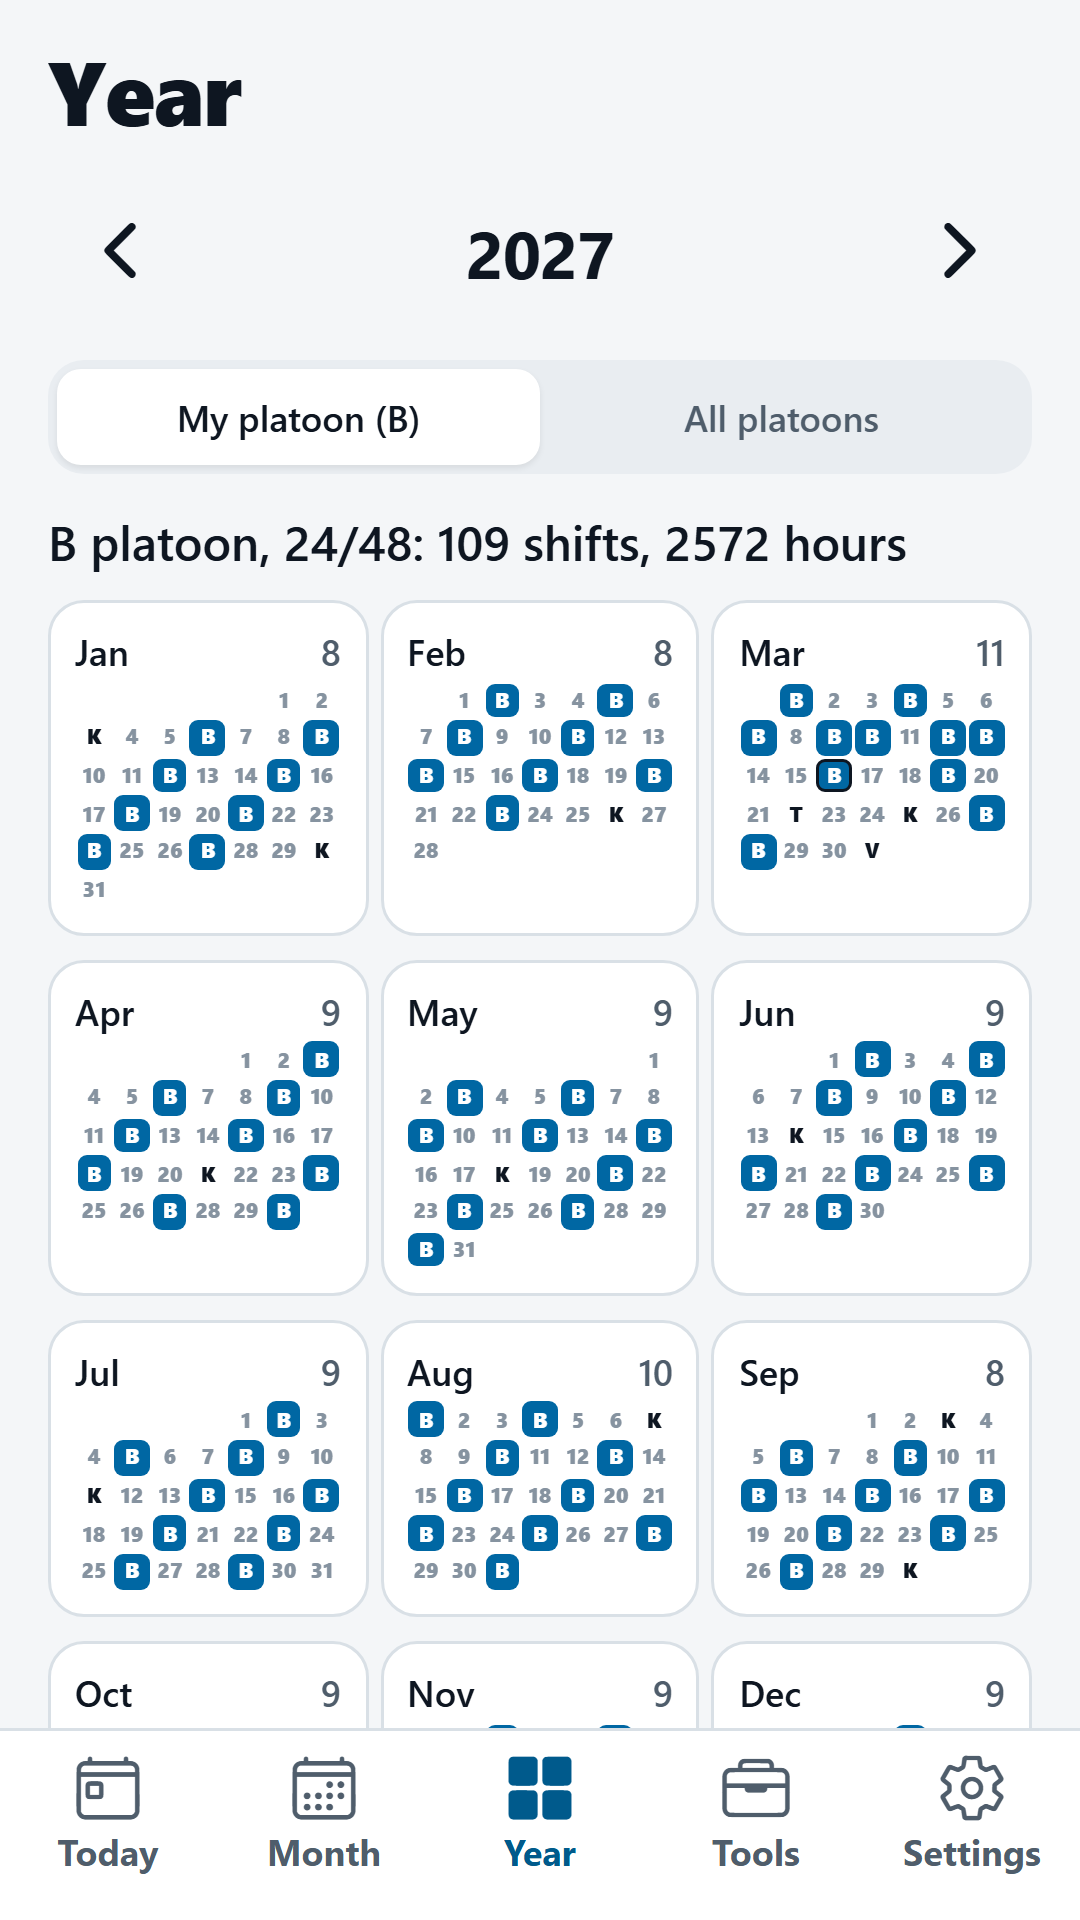 Year
2027
My platoon (B) All platoons
B platoon, 24/48: 109 shifts, 2572 hours
Jan 8
1 2
K 4 5 B 7 8 B
10 11 B 13 14 B 16
17 B 19 20 B 22 23
B 25 26 B 28 29 K
31
Feb 8
1 B 3 4 B 6
7 B 9 10 B 12 13
B 15 16 B 18 19 B
21 22 B 24 25 K 27
28
Mar 11
B 2 3 B 5 6
B 8 B B 11 B B
14 15 B 17 18 B 20
21 T 23 24 K 26 B
B 29 30 V
Apr 9
1 2 B
4 5 B 7 8 B 10
11 B 13 14 B 16 17
B 19 20 K 22 23 B
25 26 B 28 29 B
May 9
1
2 B 4 5 B 7 8
B 10 11 B 13 14 B
16 17 K 19 20 B 22
23 B 25 26 B 28 29
B 31
Jun 9
1 B 3 4 B
6 7 B 9 10 B 12
13 K 15 16 B 18 19
B 21 22 B 24 25 B
27 28 B 30
Jul 9
1 B 3
4 B 6 7 B 9 10
K 12 13 B 15 16 B
18 19 B 21 22 B 24
25 B 27 28 B 30 31
Aug 10
B 2 3 B 5 6 K
8 9 B 11 12 B 14
15 B 17 18 B 20 21
B 23 24 B 26 27 B
29 30 B
Sep 8
1 2 K 4
5 B 7 8 B 10 11
B 13 14 B 16 17 B
19 20 B 22 23 B 25
26 B 28 29 K
Oct 9
Nov 9
Dec 9
Today Month Year Tools Settings